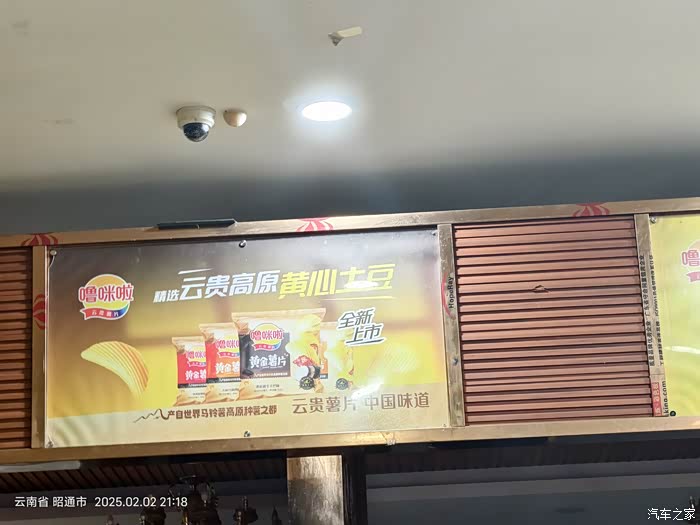 噜咪啦
云贵薯片
精选云贵高原黄心土豆
全新
上市
噜咪啦
黄金薯片
产自世界马铃薯高原种薯之都
云贵薯片 中国味道
HopeRay
云南省 昭通市 2025.02.02 21:18
汽车之家